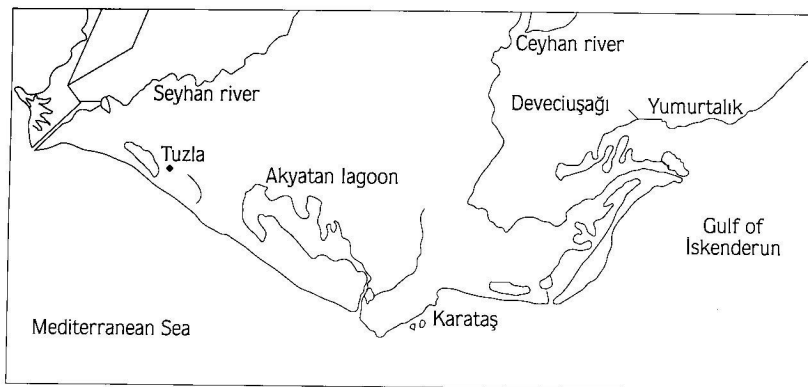 Ceyhan river
Seyhan river
Deveciuşağı
Yumurtalık
Tuzla
Akyatan lagoon
Gulf of
İskenderun
Karataş
Mediterranean Sea